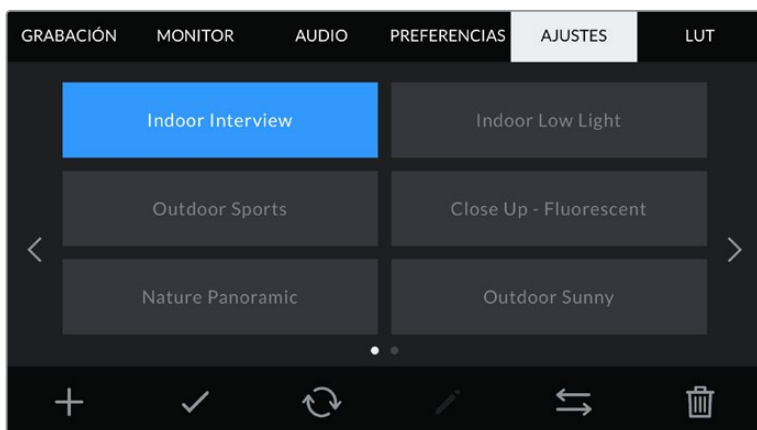 GRABACIÓN MONITOR AUDIO PREFERENCIAS AJUSTES LUT
Indoor Interview Indoor Low Light
Outdoor Sports Close Up - Fluorescent
Nature Panoramic Outdoor Sunny